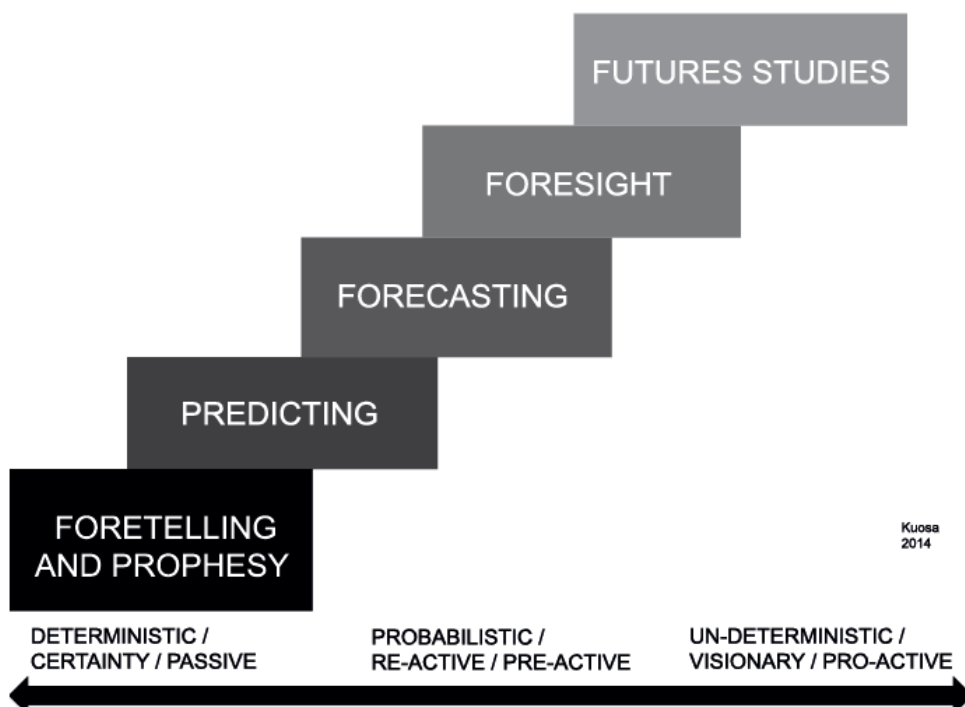 FUTURES STUDIES
FORESIGHT
FORECASTING
PREDICTING
FORETELLING
AND PROPHESY
Kuosa
2014
DETERMINISTIC /
CERTAINTY / PASSIVE
PROBABILISTIC /
RE-ACTIVE / PRE-ACTIVE
UN-DETERMINISTIC /
VISIONARY / PRO-ACTIVE